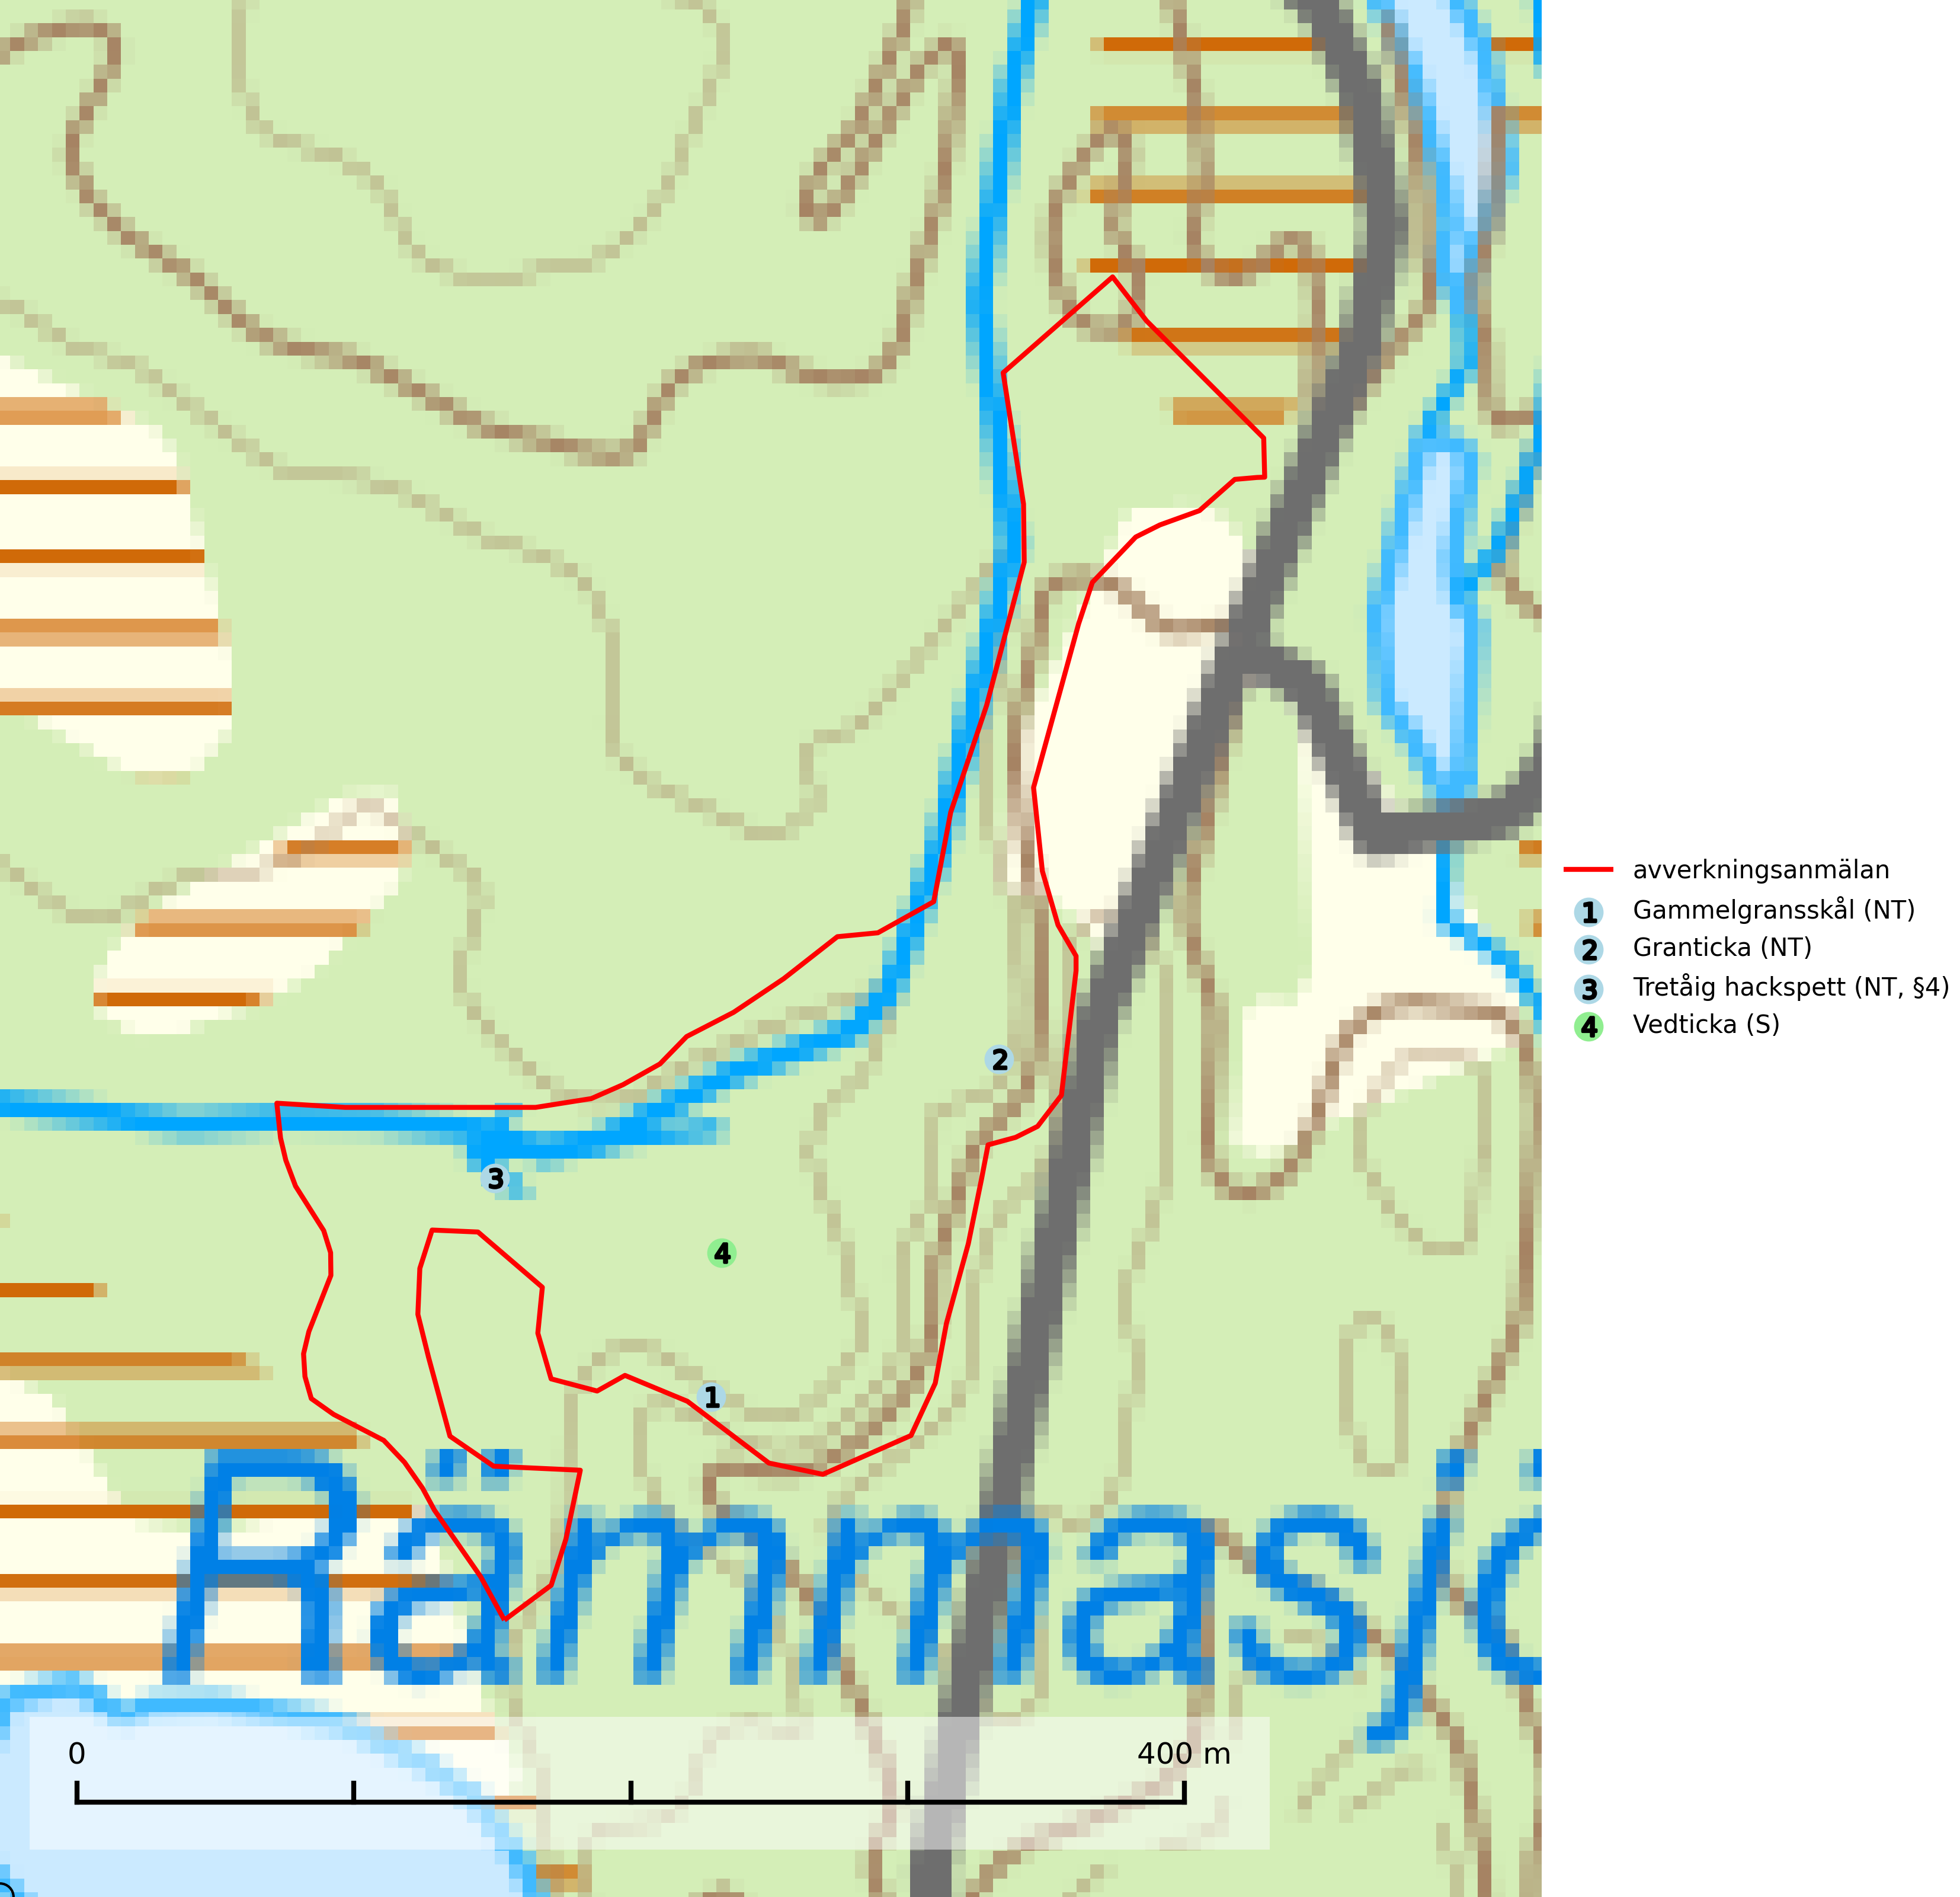 avverkningsanmälan
1 Gammelgransskål (NT)
2 Granticka (NT)
3 Tretåig hackspett (NT, §4)
4 Vedticka (S)
2
3
4
1
Rämmasjö
0 400 m